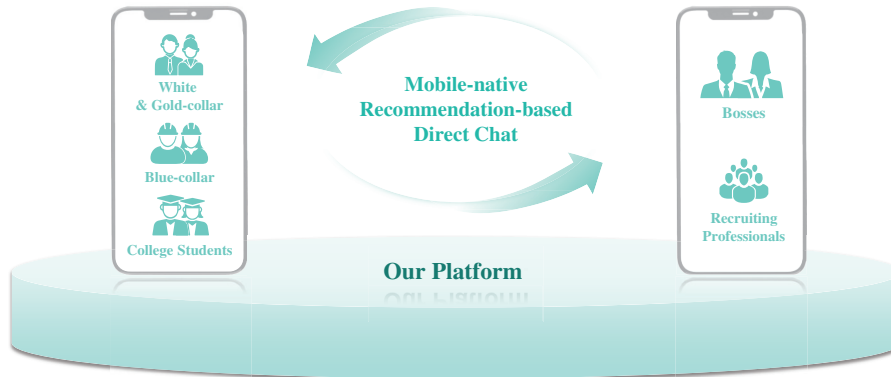 White
& Gold-collar
Blue-collar
College Students
Mobile-native
Recommendation-based
Direct Chat
Bosses
Recruiting
Professionals
Our Platform